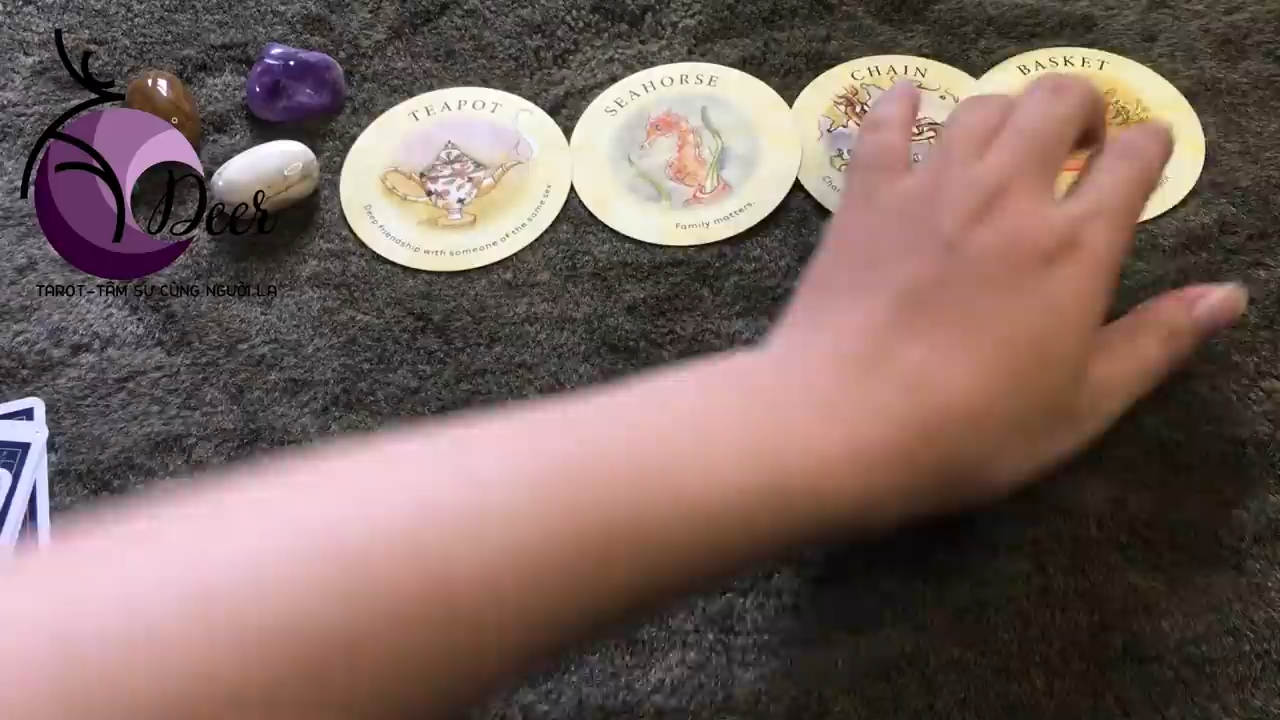 TEAPOT
Deep friendship with someone of the same sex
SEAHORSE
Family matters.
CHAIN
BASKET
Deer
TAROT-TÂM SỰ CÙNG NGƯỜI LẠ